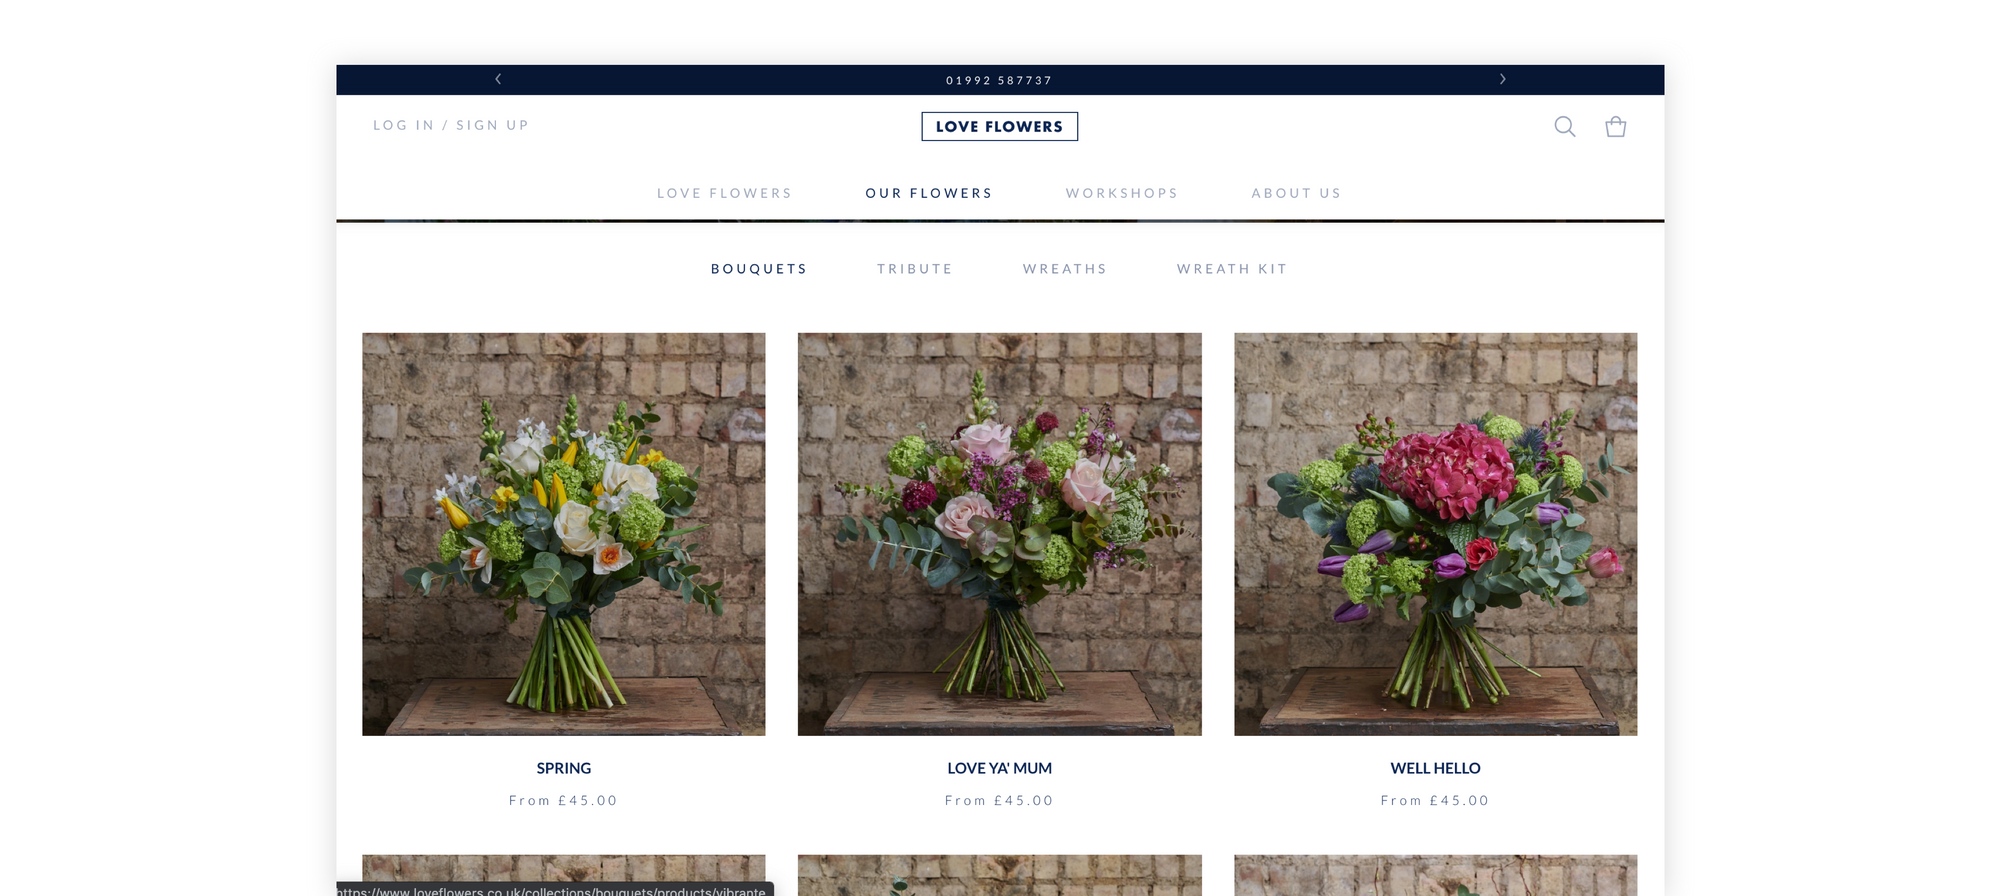 01992 587737
LOG IN / SIGN UP
LOVE FLOWERS
LOVE FLOWERS OUR FLOWERS WORKSHOPS ABOUT US
BOUQUETS TRIBUTE WREATHS WREATH KIT
SPRING LOVE YA' MUM WELL HELLO
From £45.00 From £45.00 From £45.00
https://www.loveflowers.co.uk/collections/bouquets/products/vibrante